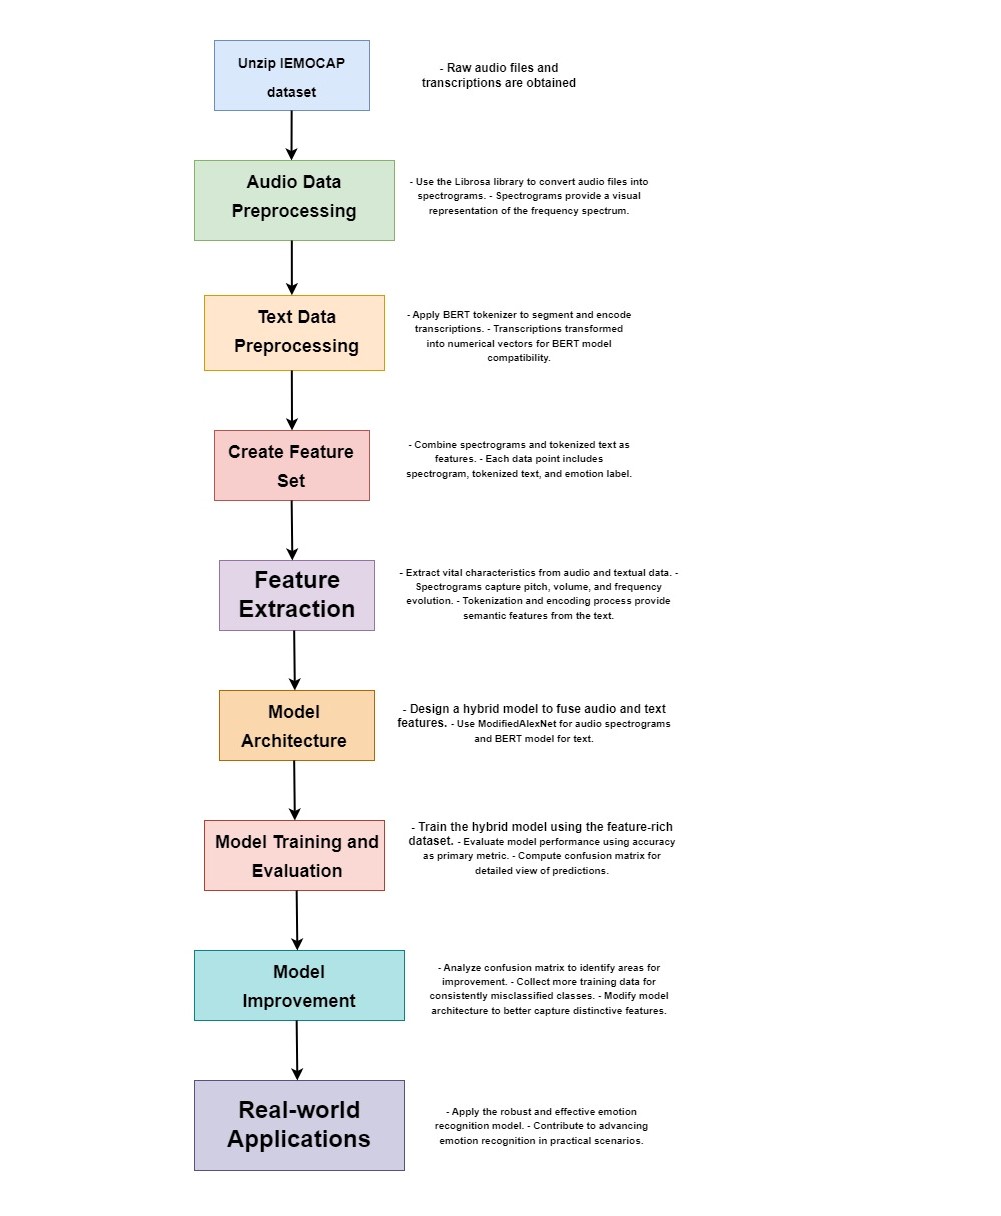 Unzip IEMOCAP
dataset
- Raw audio files and
transcriptions are obtained
Audio Data
Preprocessing
- Use the Librosa library to convert audio files into
spectrograms. - Spectrograms provide a visual
representation of the frequency spectrum.
Text Data
Preprocessing
- Apply BERT tokenizer to segment and encode
transcriptions. - Transcriptions transformed
into numerical vectors for BERT model
compatibility.
Create Feature
Set
- Combine spectrograms and tokenized text as
features. - Each data point includes
spectrogram, tokenized text, and emotion label.
Feature
Extraction
- Extract vital characteristics from audio and textual data. -
Spectrograms capture pitch, volume, and frequency
evolution. - Tokenization and encoding process provide
semantic features from the text.
Model
Architecture
- Design a hybrid model to fuse audio and text
features. - Use ModifiedAlexNet for audio spectrograms
and BERT model for text.
Model Training and
Evaluation
- Train the hybrid model using the feature-rich
dataset. - Evaluate model performance using accuracy
as primary metric. - Compute confusion matrix for
detailed view of predictions.
Model
Improvement
- Analyze confusion matrix to identify areas for
improvement. - Collect more training data for
consistently misclassified classes. - Modify model
architecture to better capture distinctive features.
Real-world
Applications
- Apply the robust and effective emotion
recognition model. - Contribute to advancing
emotion recognition in practical scenarios.